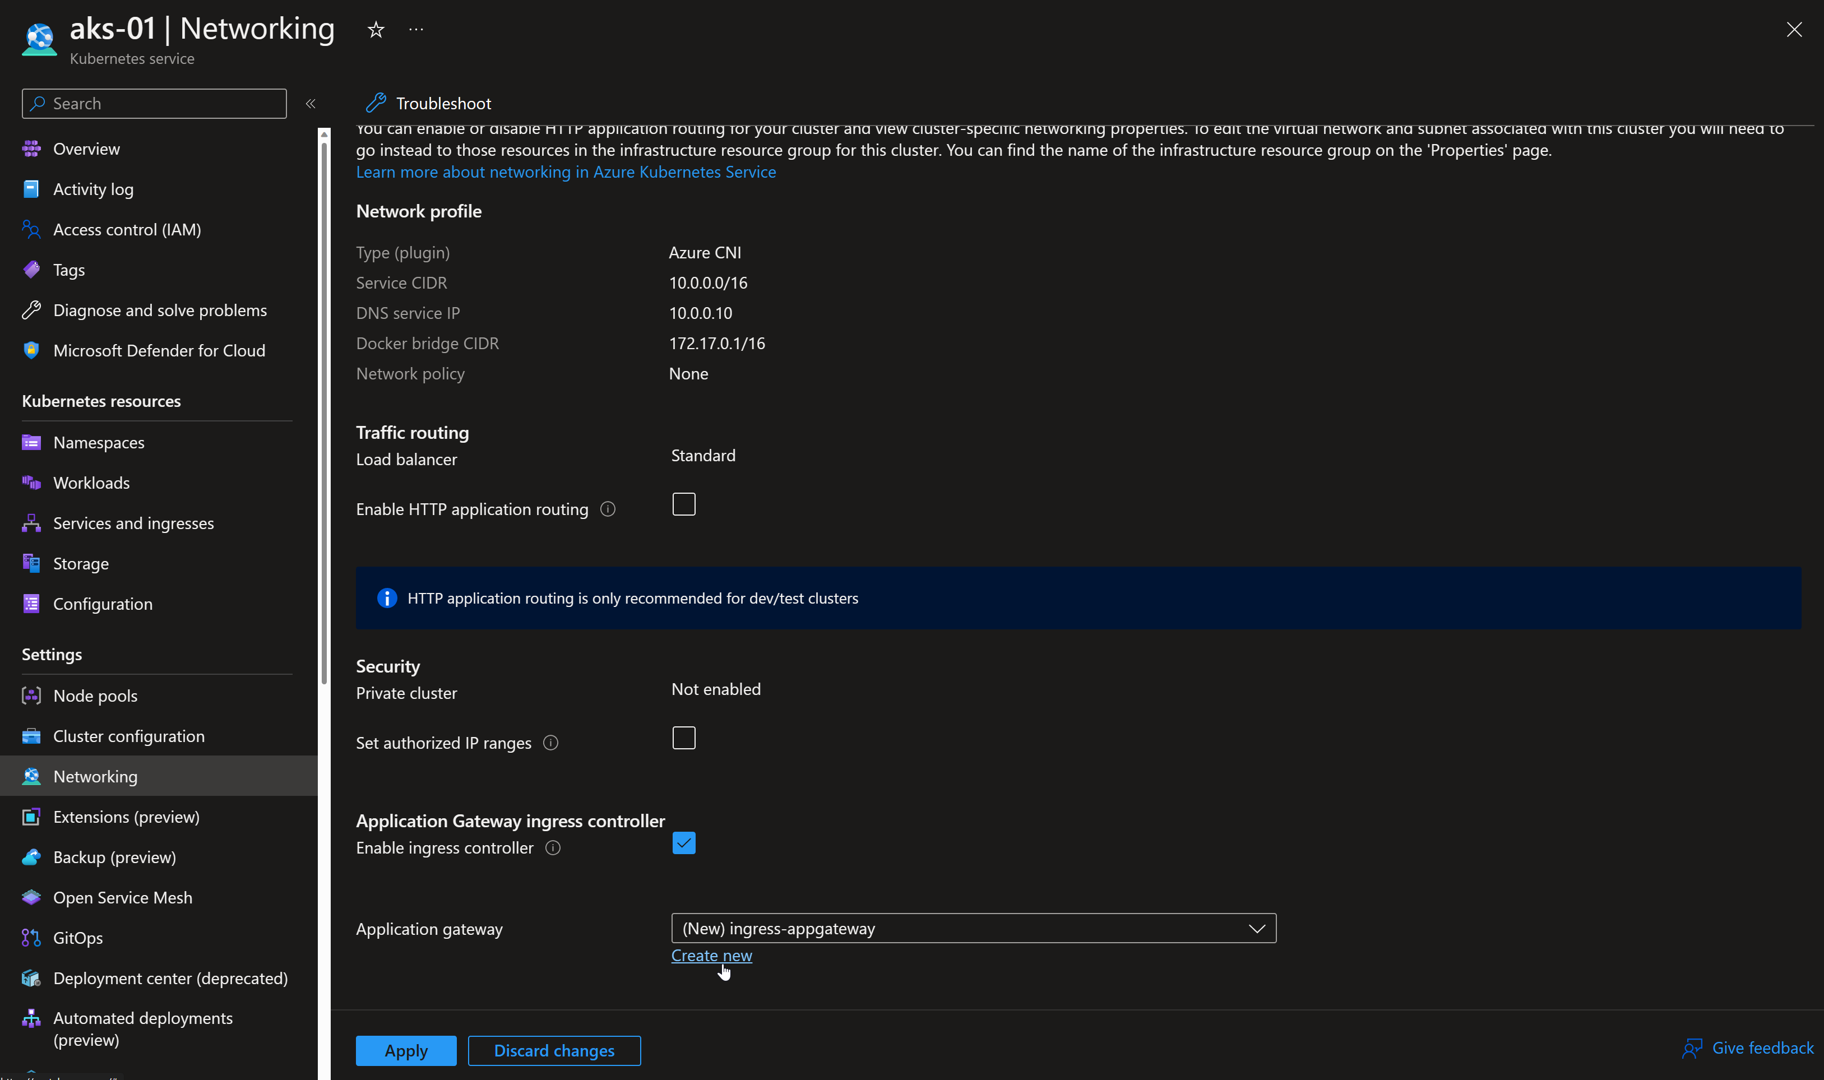 aks-01 | Networking
Kubernetes service
Search
Overview
Activity log
Access control (IAM)
Tags
Diagnose and solve problems
Microsoft Defender for Cloud
Kubernetes resources
Namespaces
Workloads
Services and ingresses
Storage
Configuration
Settings
Node pools
Cluster configuration
Networking
Extensions (preview)
Backup (preview)
Open Service Mesh
GitOps
Deployment center (deprecated)
Automated deployments
(preview)
Troubleshoot
You can enable or disable HTTP application routing for your cluster and view cluster-specific networking properties. To edit the virtual network and subnet associated with this cluster you will need to
go instead to those resources in the infrastructure resource group for this cluster. You can find the name of the infrastructure resource group on the 'Properties' page.
Learn more about networking in Azure Kubernetes Service
Network profile
Type (plugin) Azure CNI
Service CIDR 10.0.0.0/16
DNS service IP 10.0.0.10
Docker bridge CIDR 172.17.0.1/16
Network policy None
Traffic routing
Load balancer Standard
Enable HTTP application routing
HTTP application routing is only recommended for dev/test clusters
Security
Private cluster Not enabled
Set authorized IP ranges
Application Gateway ingress controller
Enable ingress controller
Application gateway (New) ingress-appgateway
Create new
Apply Discard changes
Give feedback